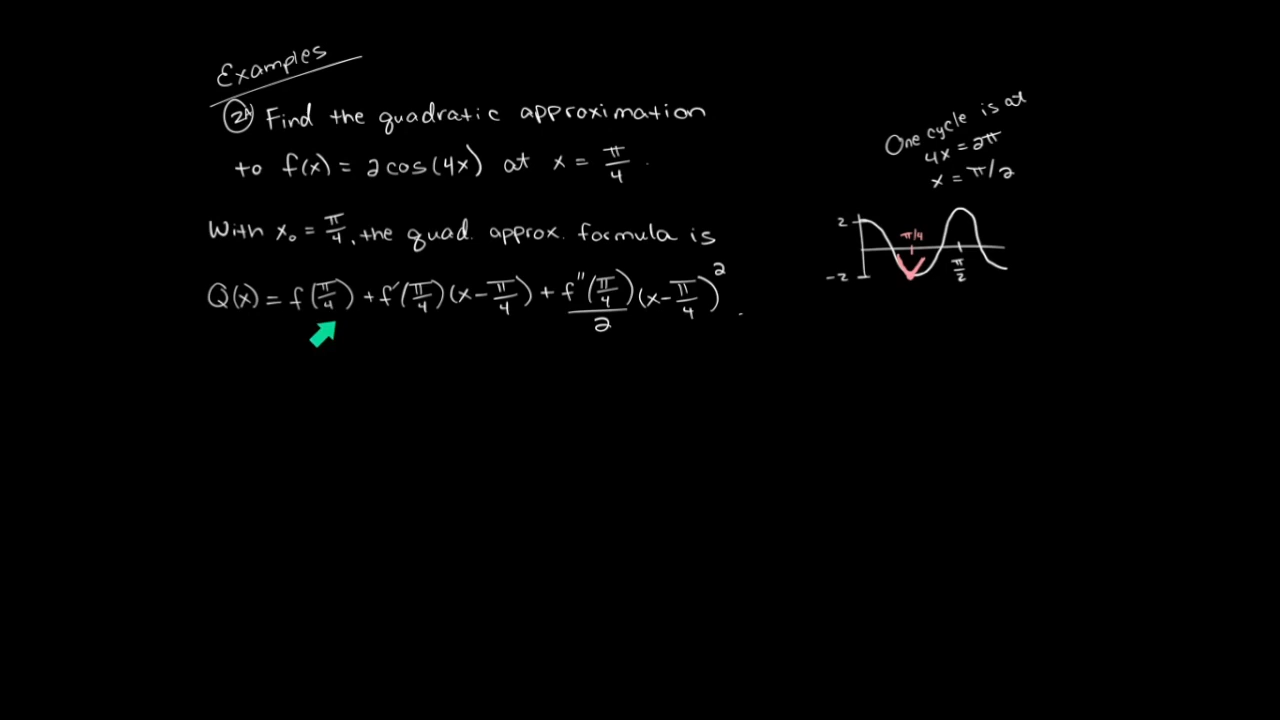 Examples
2A Find the quadratic approximation
to f(x) = 2cos(4x) at x = π/4.
With x₀ = π/4, the quad. approx. formula is
Q(x) = f(π/4) + f'(π/4)(x-π/4) + f''(π/4)/2 (x-π/4)².
One cycle is at
4x = 2π
x = π/2
2
π/4
π/2
-2